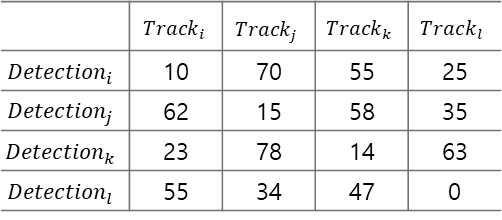 Track_i Track_j Track_k Track_l
Detection_i 10 70 55 25
Detection_j 62 15 58 35
Detection_k 23 78 14 63
Detection_l 55 34 47 0